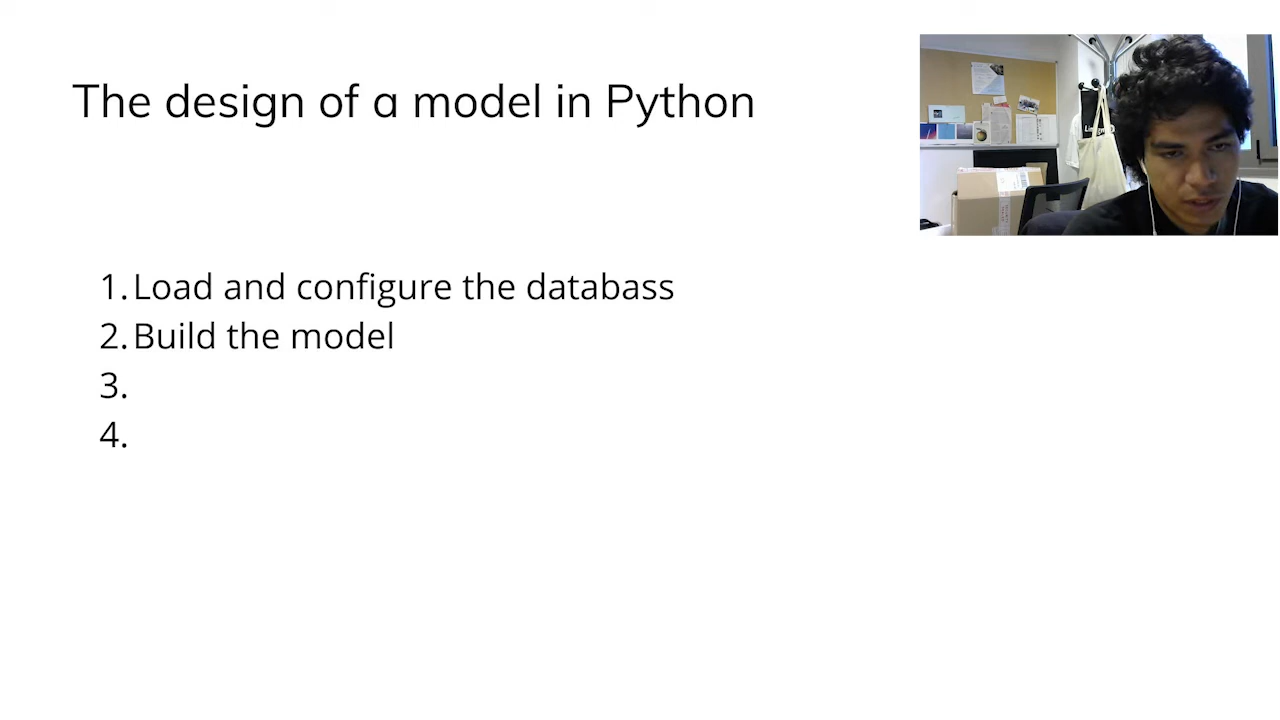 The design of a model in Python
1. Load and configure the databass
2. Build the model
3.
4.